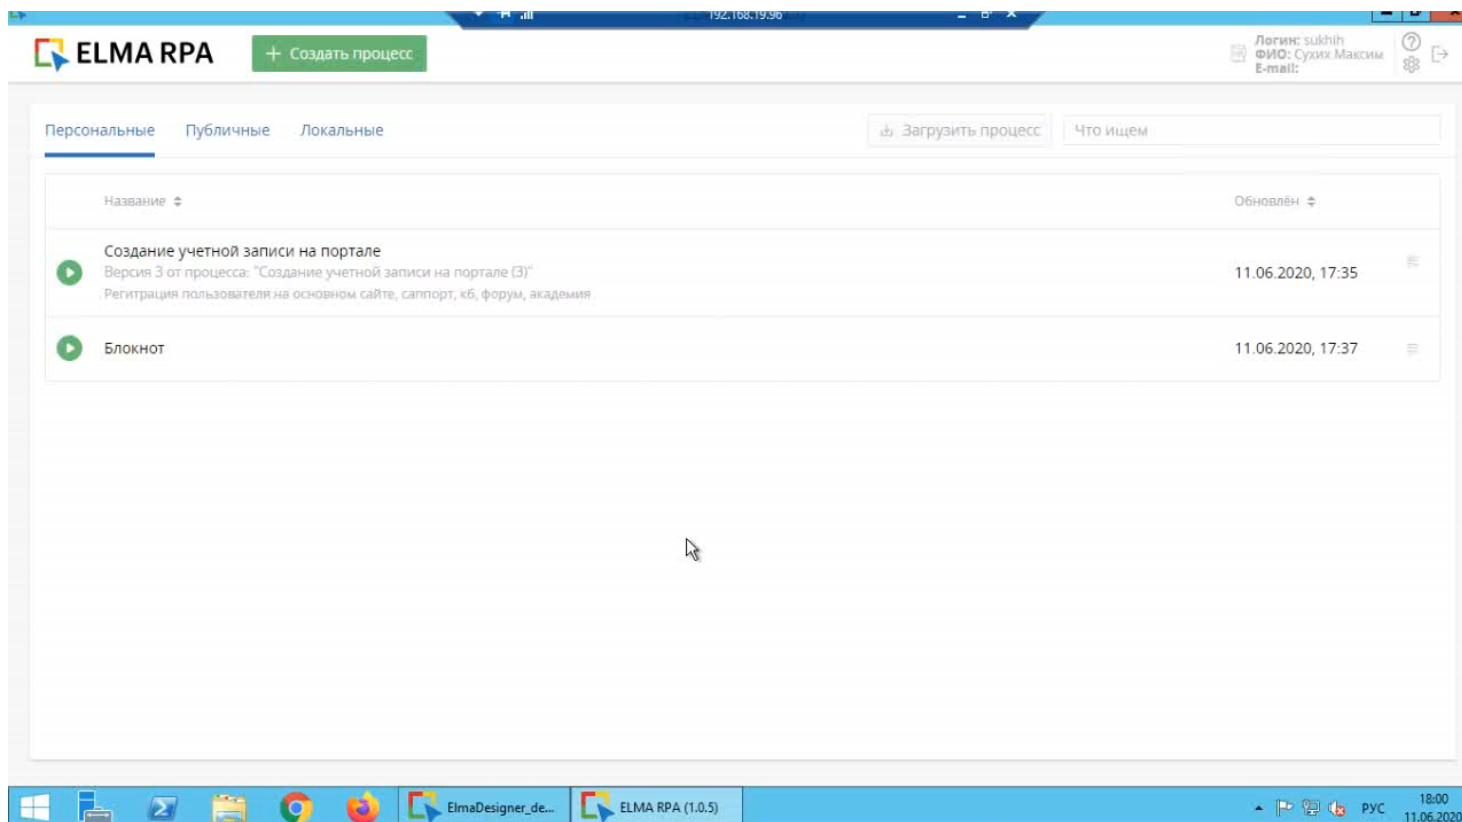 192.168.19.96
ELMA RPA
+ Создать процесс
Логин: sukhih
ФИО: Сухих Максим
E-mail:
Персональные
Публичные
Локальные
Загрузить процесс
Что ищем
Название
Обновлён
Создание учетной записи на портале
Версия 3 от процесса: "Создание учетной записи на портале (3)"
Регитрация пользователя на основном сайте, саппорт, кб, форум, академия
11.06.2020, 17:35
Блокнот
11.06.2020, 17:37
ElmaDesigner_de...
ELMA RPA (1.0.5)
РУС
18:00
11.06.2020